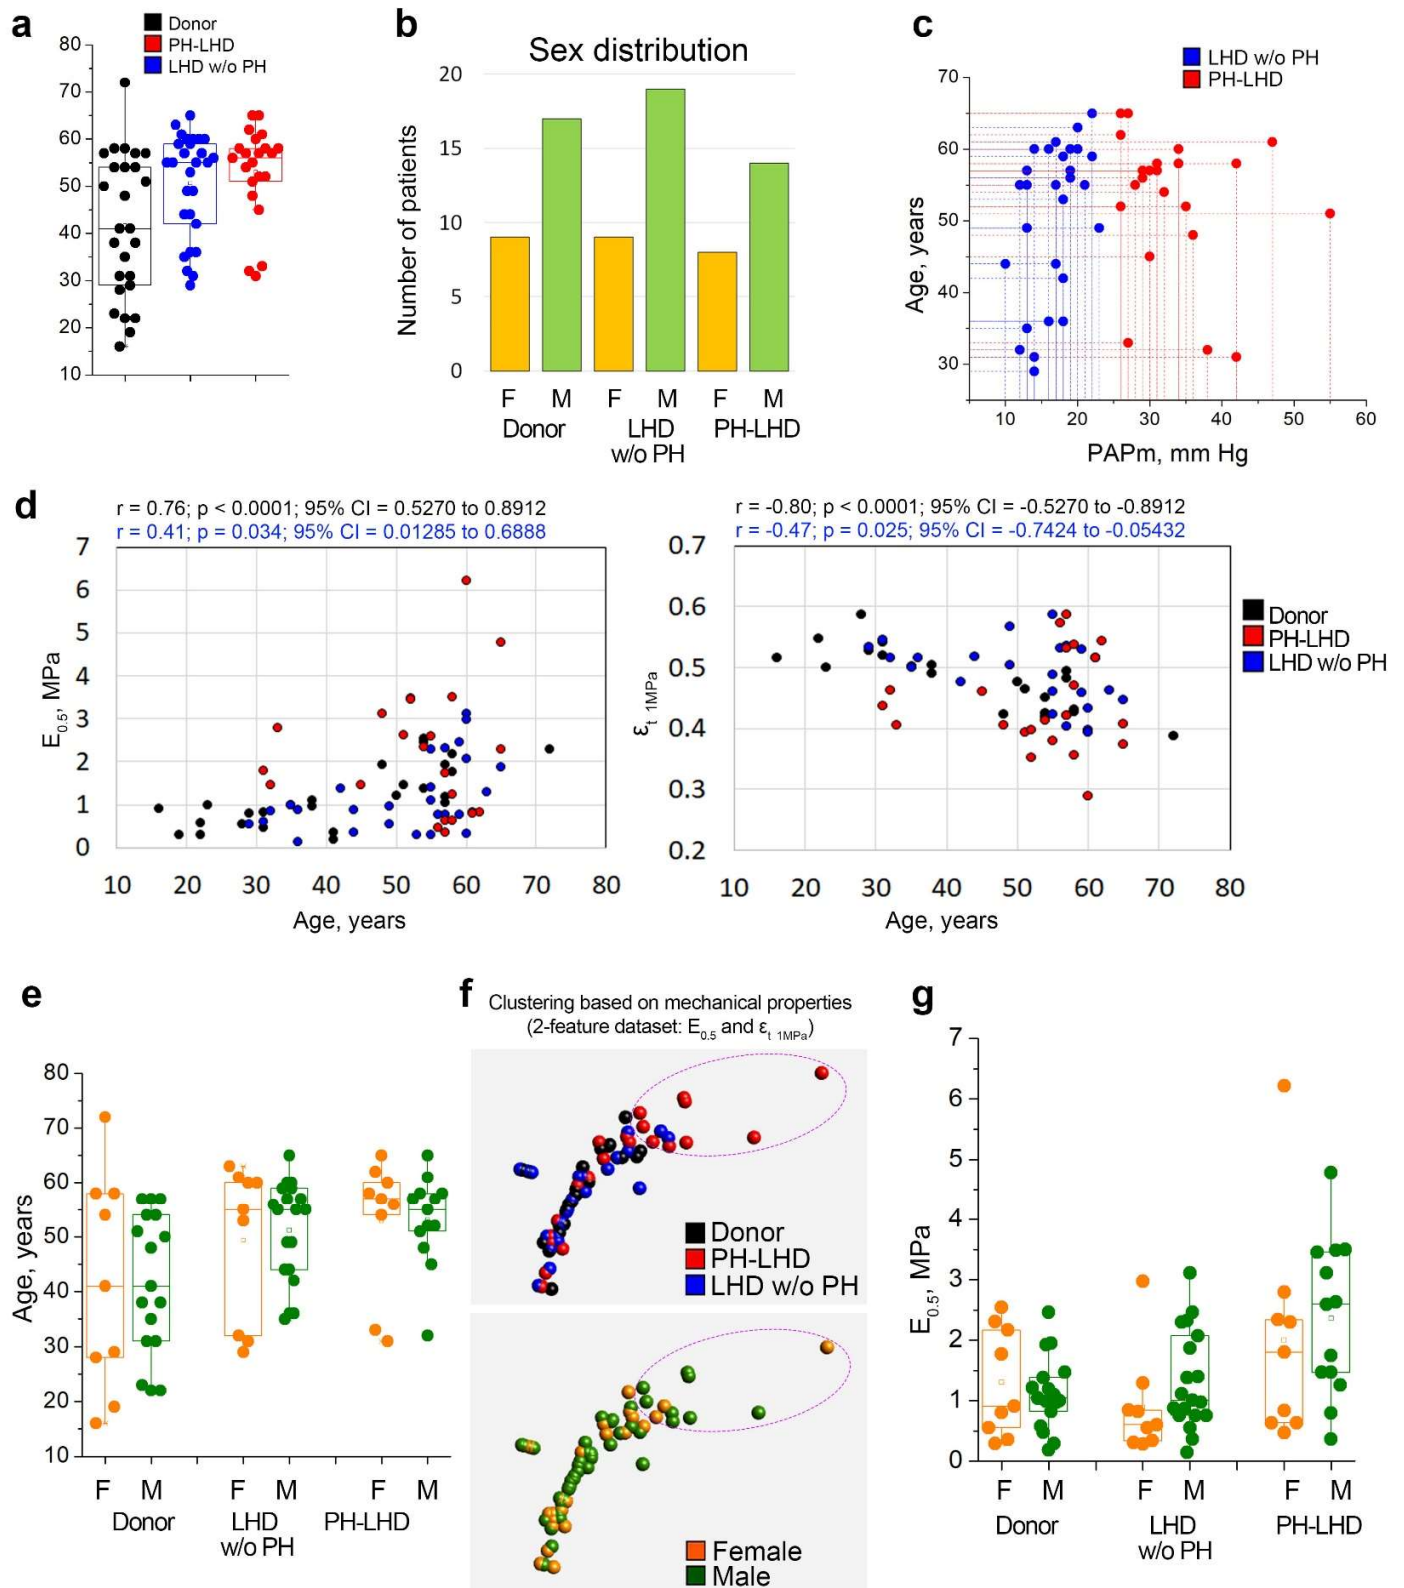 a
Donor
PH-LHD
LHD w/o PH
80
70
60
50
40
30
20
10
b
Sex distribution
Number of patients
20
15
10
5
0
F M F M F M
Donor LHD w/o PH PH-LHD
c
LHD w/o PH
PH-LHD
Age, years
70
60
50
40
30
10 20 30 40 50 60
PAPm, mm Hg
d
r = 0.76; p < 0.0001; 95% CI = 0.5270 to 0.8912
r = 0.41; p = 0.034; 95% CI = 0.01285 to 0.6888
E0.5, MPa
7
6
5
4
3
2
1
0
10 20 30 40 50 60 70 80
Age, years
r = -0.80; p < 0.0001; 95% CI = -0.5270 to -0.8912
r = -0.47; p = 0.025; 95% CI = -0.7424 to -0.05432
εt 1MPa
0.7
0.6
0.5
0.4
0.3
0.2
10 20 30 40 50 60 70 80
Age, years
Donor
PH-LHD
LHD w/o PH
e
Age, years
80
70
60
50
40
30
20
10
F M F M F M
Donor LHD PH-LHD
w/o PH
f
Clustering based on mechanical properties
(2-feature dataset: E0.5 and εt 1MPa)
Donor
PH-LHD
LHD w/o PH
Female
Male
g
E0.5, MPa
7
6
5
4
3
2
1
0
F M F M F M
Donor LHD PH-LHD
w/o PH